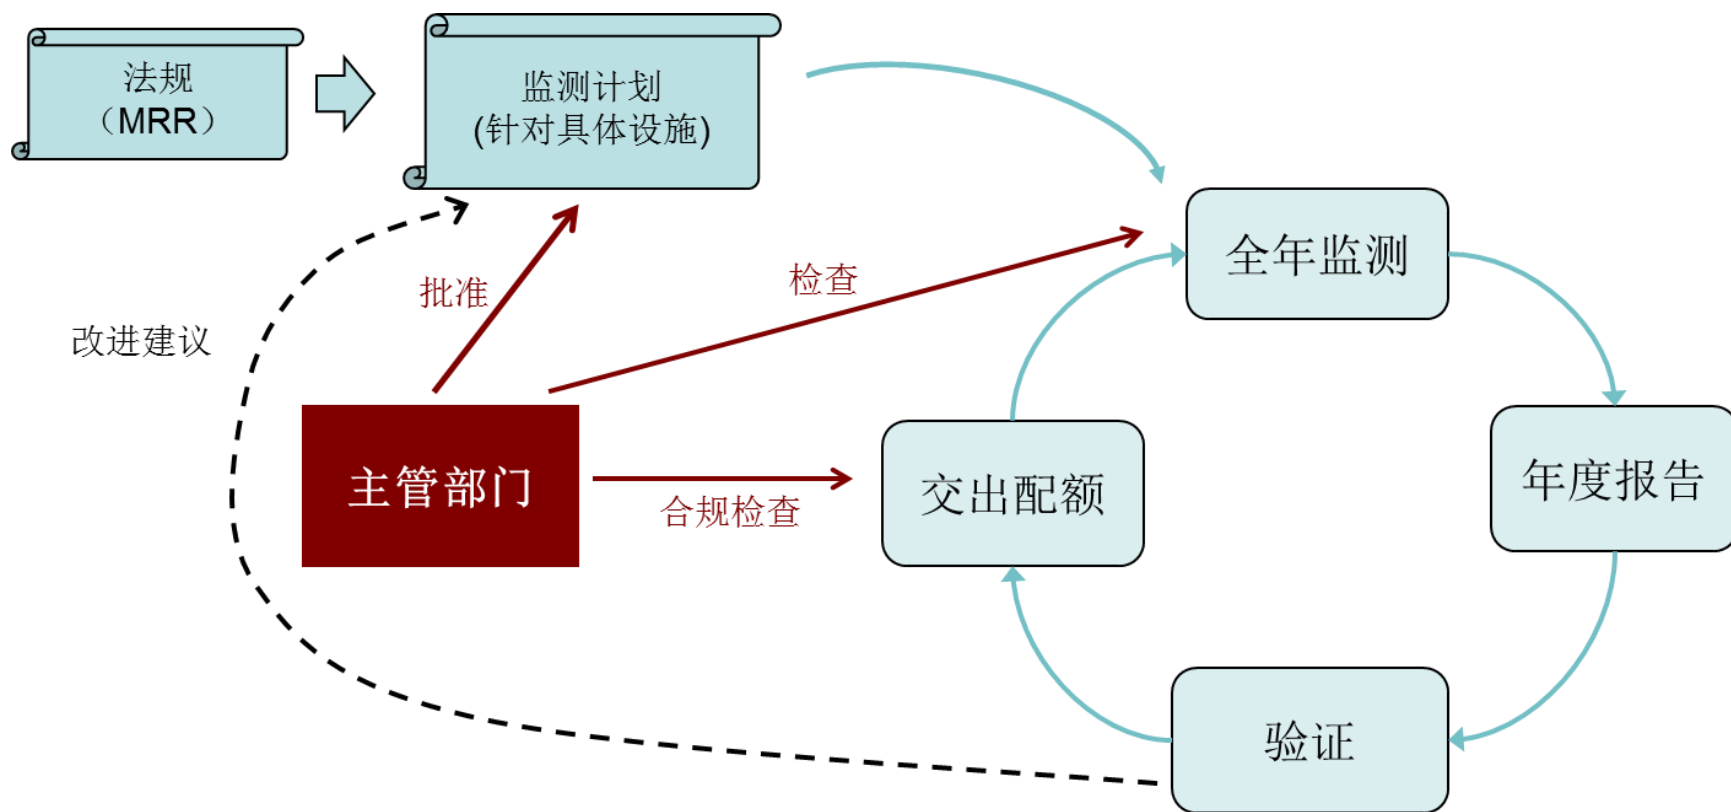 法规
（MRR）
监测计划
(针对具体设施)
全年监测
批准
检查
改进建议
主管部门
合规检查
交出配额
年度报告
验证